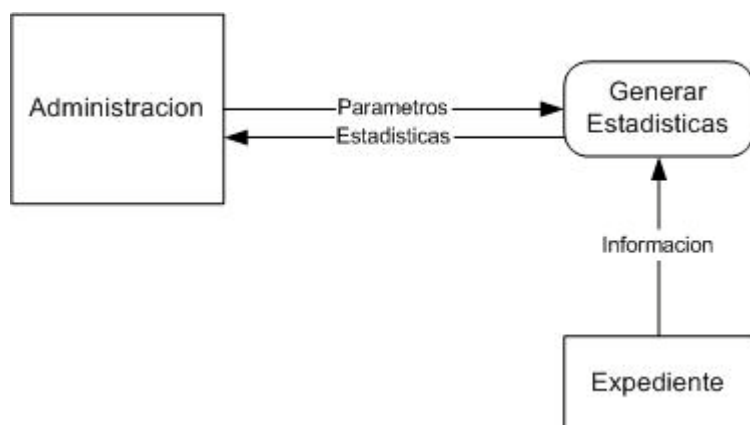 Administracion
Parametros
Estadisticas
Generar
Estadisticas
Informacion
Expediente